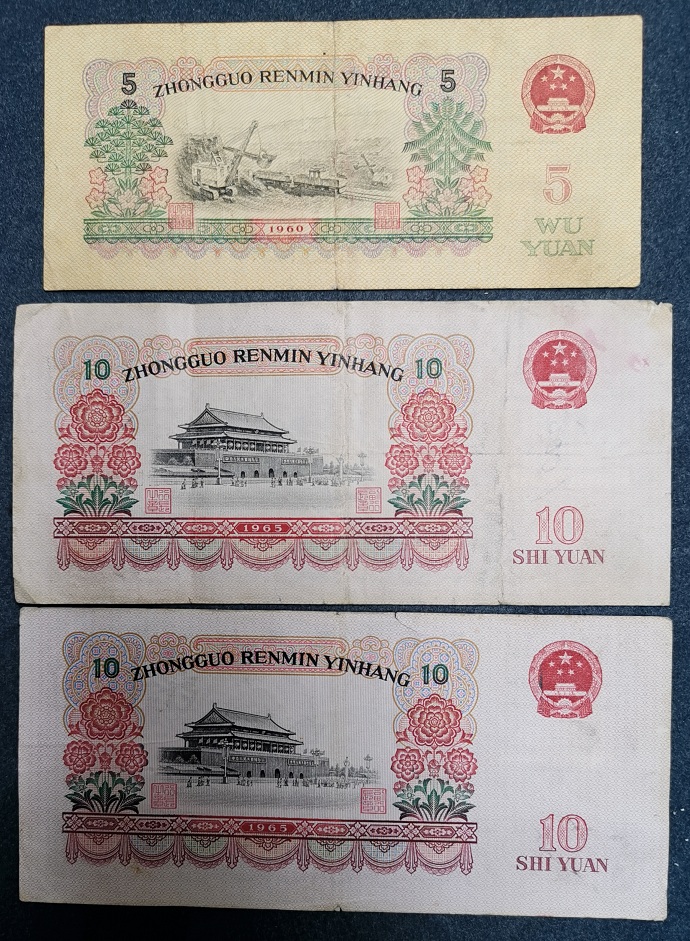 5 ZHONGGUO RENMIN YINHANG 5
5
WU
YUAN
1960
10 ZHONGGUO RENMIN YINHANG 10
10
SHI YUAN
1965
10 ZHONGGUO RENMIN YINHANG 10
10
SHI YUAN
1965